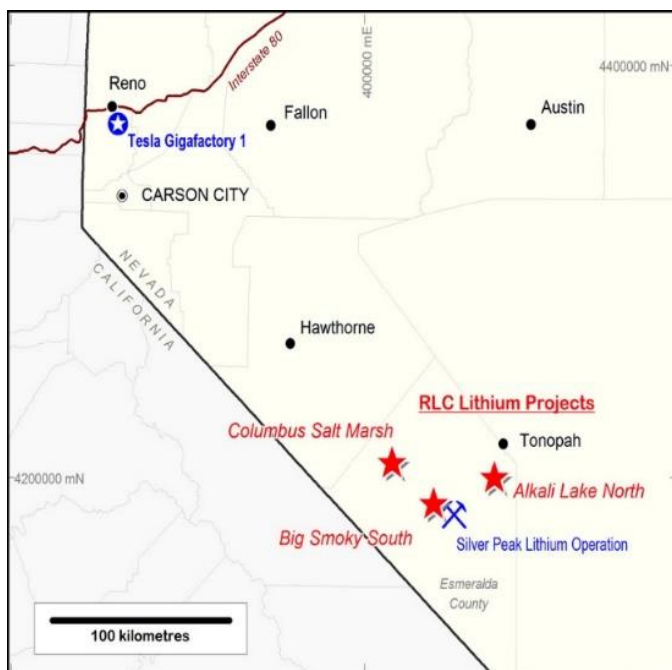 Interstate 80
400000 mE
4400000 mN
Reno
Tesla Gigafactory 1
Fallon
Austin
CARSON CITY
NEVADA
CALIFORNIA
Hawthorne
RLC Lithium Projects
Columbus Salt Marsh
Tonopah
4200000 mN
Alkali Lake North
Big Smoky South
Silver Peak Lithium Operation
Esmeralda
County
100 kilometres